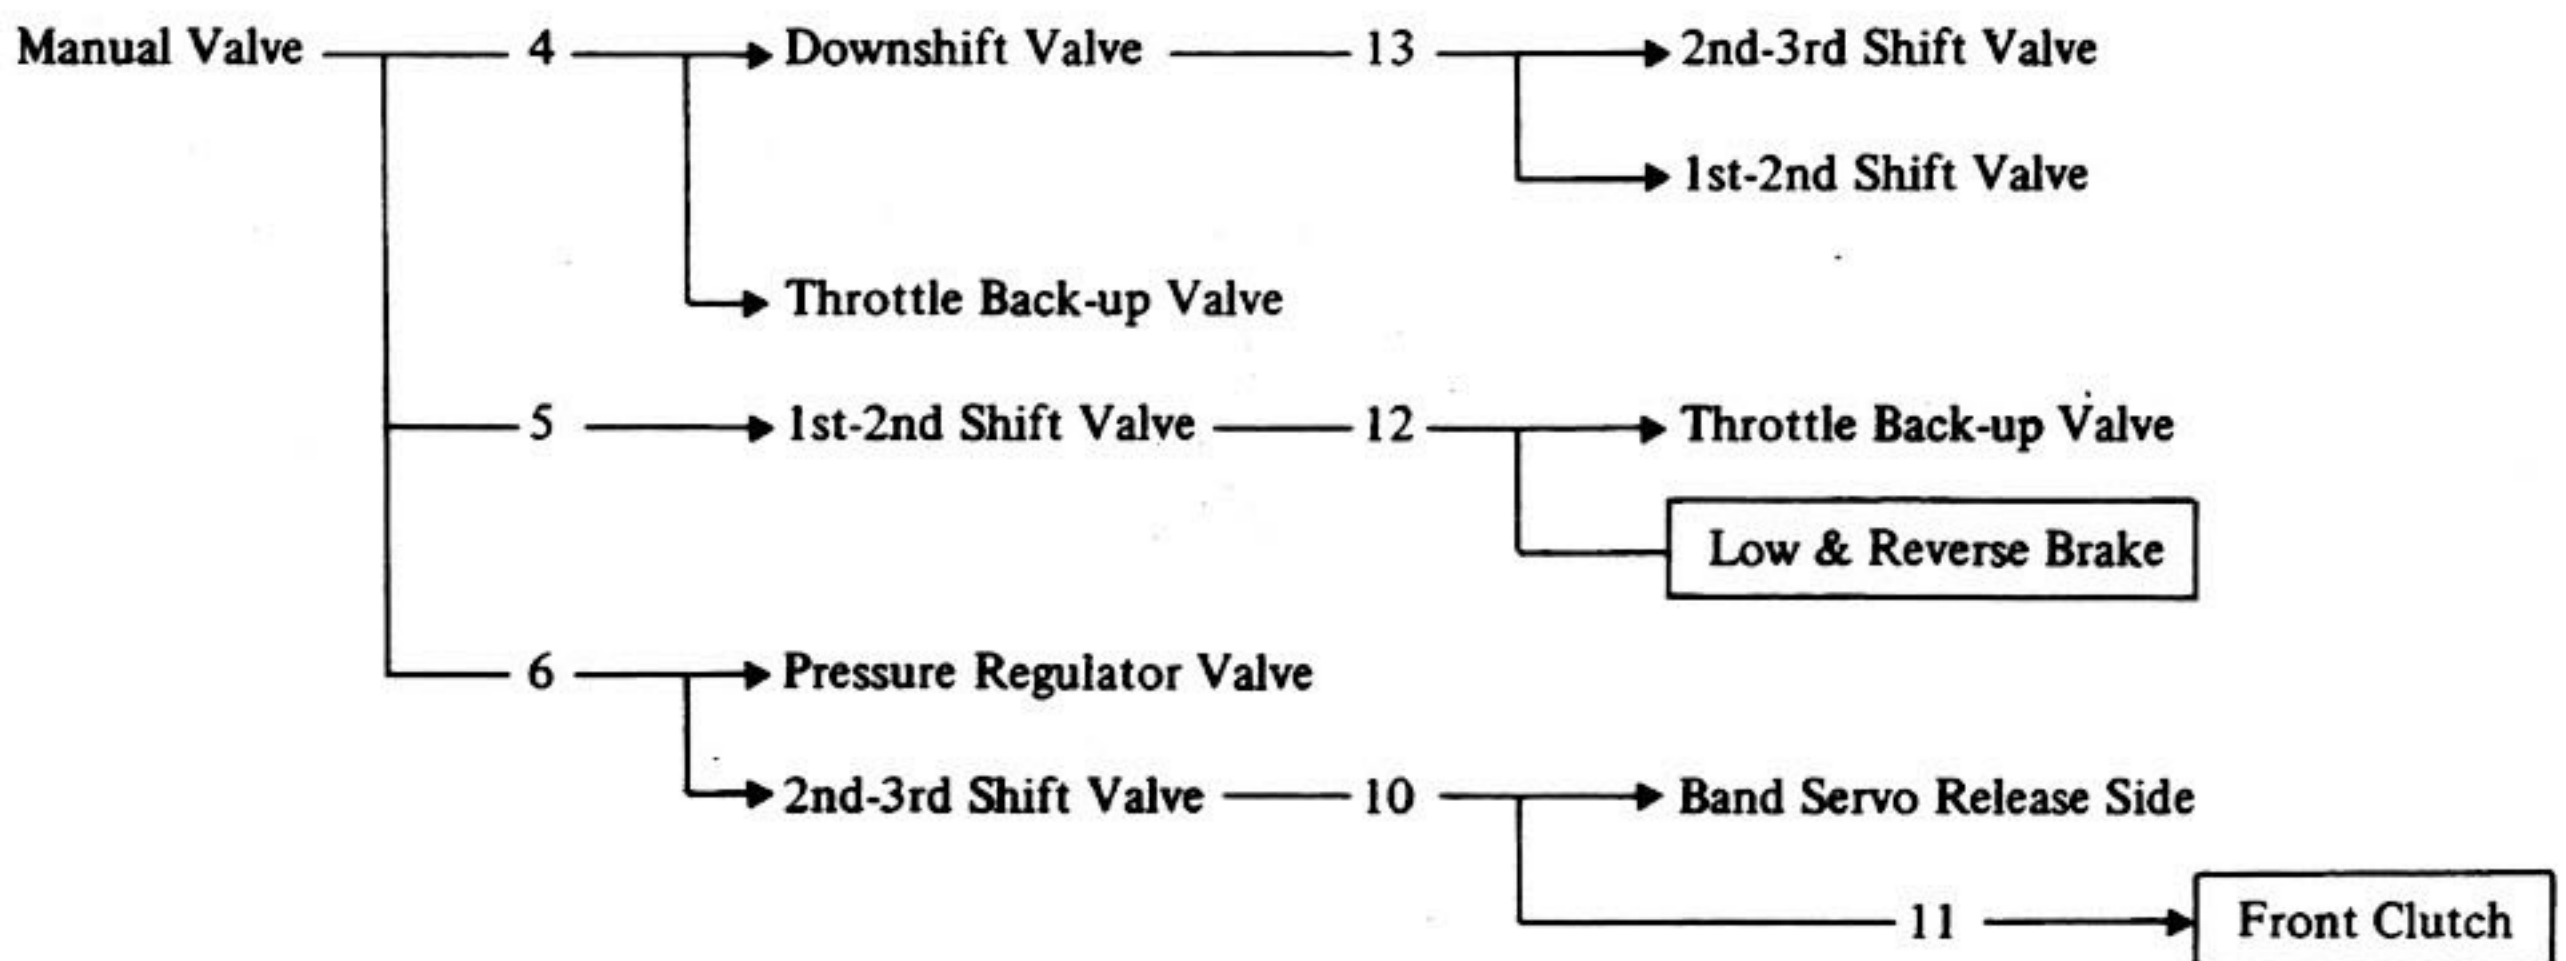 Manual Valve 4 Downshift Valve 13 2nd-3rd Shift Valve
1st-2nd Shift Valve
Throttle Back-up Valve
5 1st-2nd Shift Valve 12 Throttle Back-up Valve
Low & Reverse Brake
6 Pressure Regulator Valve
2nd-3rd Shift Valve 10 Band Servo Release Side
11 Front Clutch